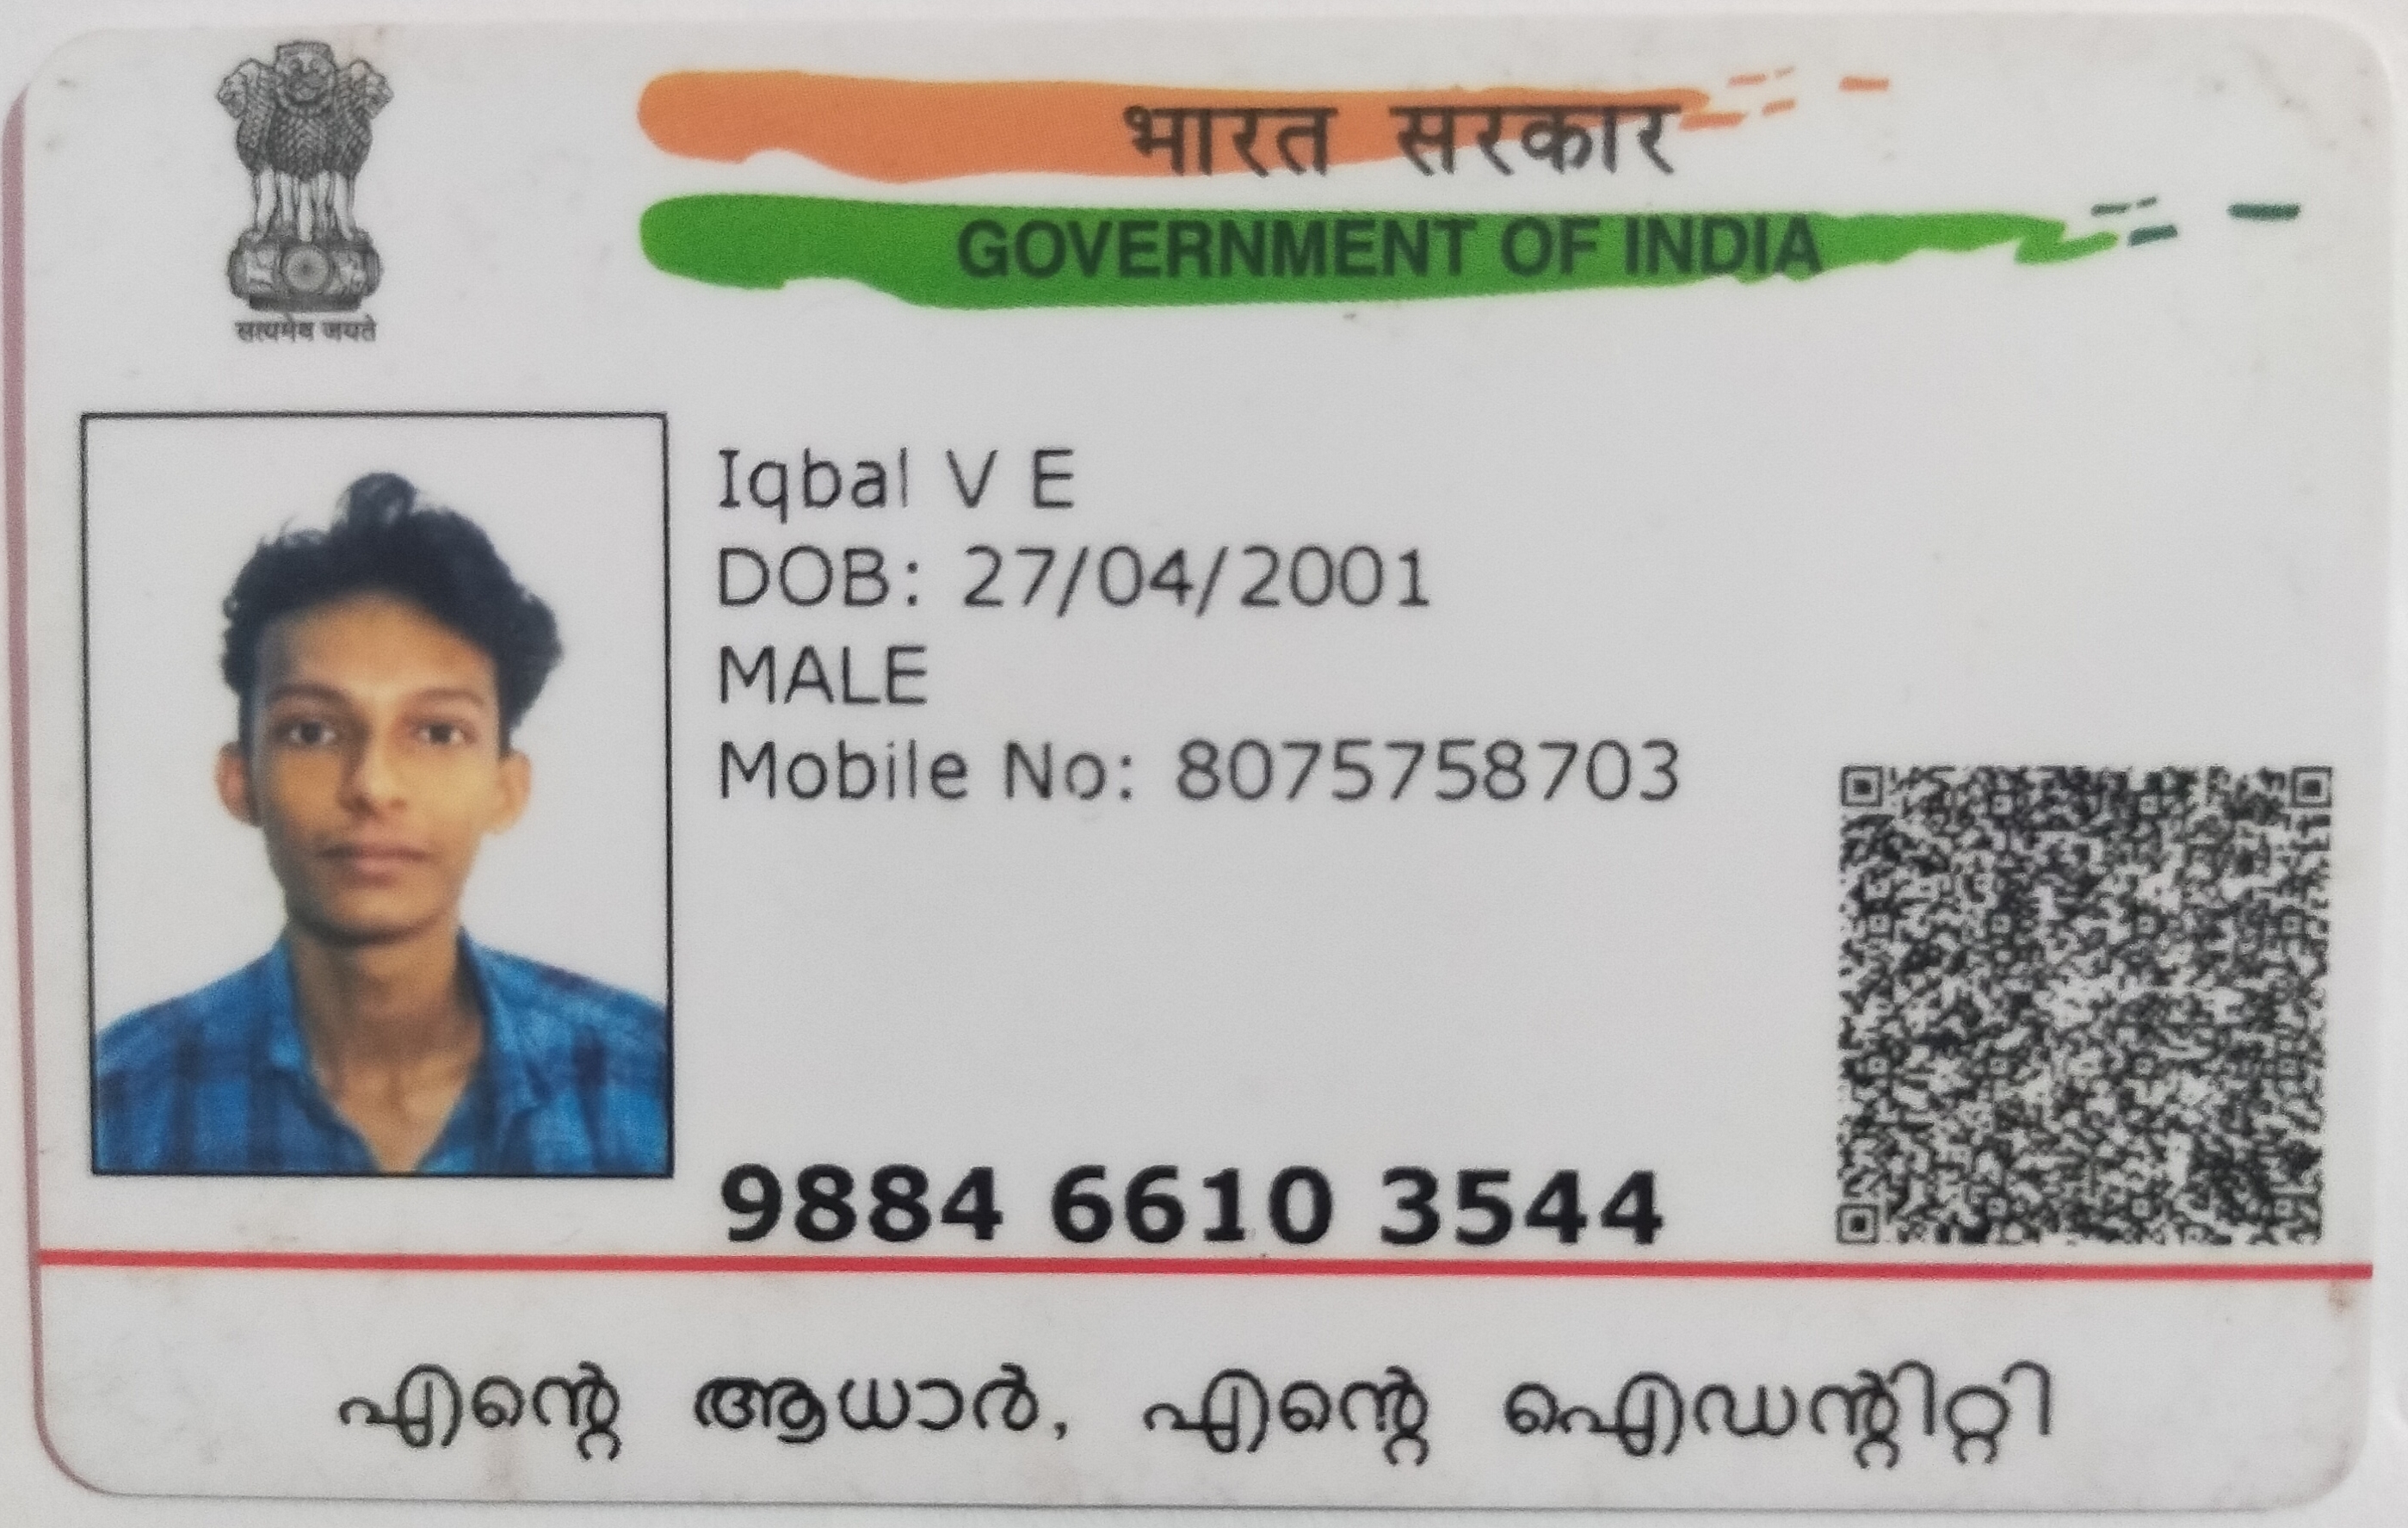 सत्यमेव जयते
भारत सरकार
GOVERNMENT OF INDIA
Iqbal V E
DOB: 27/04/2001
MALE
Mobile No: 8075758703
9884 6610 3544
എന്റെ ആധാർ, എന്റെ ഐഡന്റിറ്റി